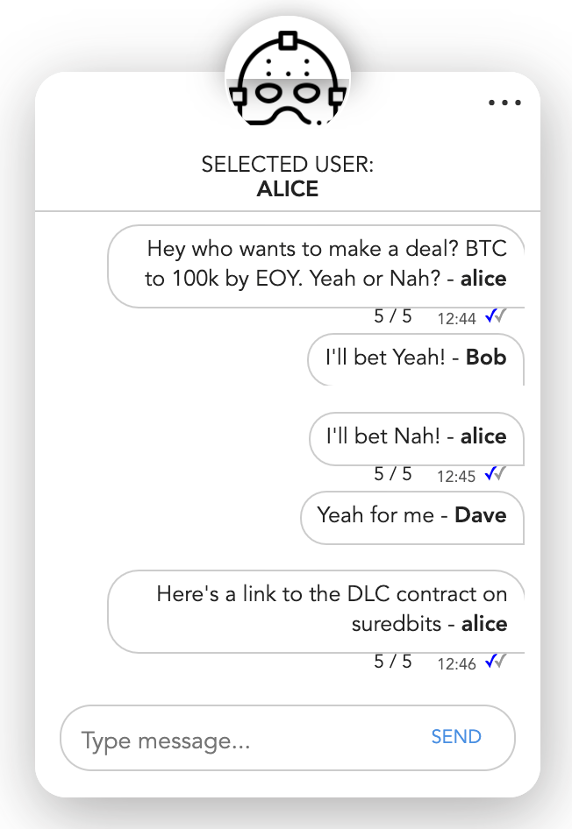 SELECTED USER:
ALICE
Hey who wants to make a deal? BTC
to 100k by EOY. Yeah or Nah? - alice
5 / 5 12:44
I'll bet Yeah! - Bob
I'll bet Nah! - alice
5 / 5 12:45
Yeah for me - Dave
Here's a link to the DLC contract on
suredbits - alice
5 / 5 12:46
Type message... SEND